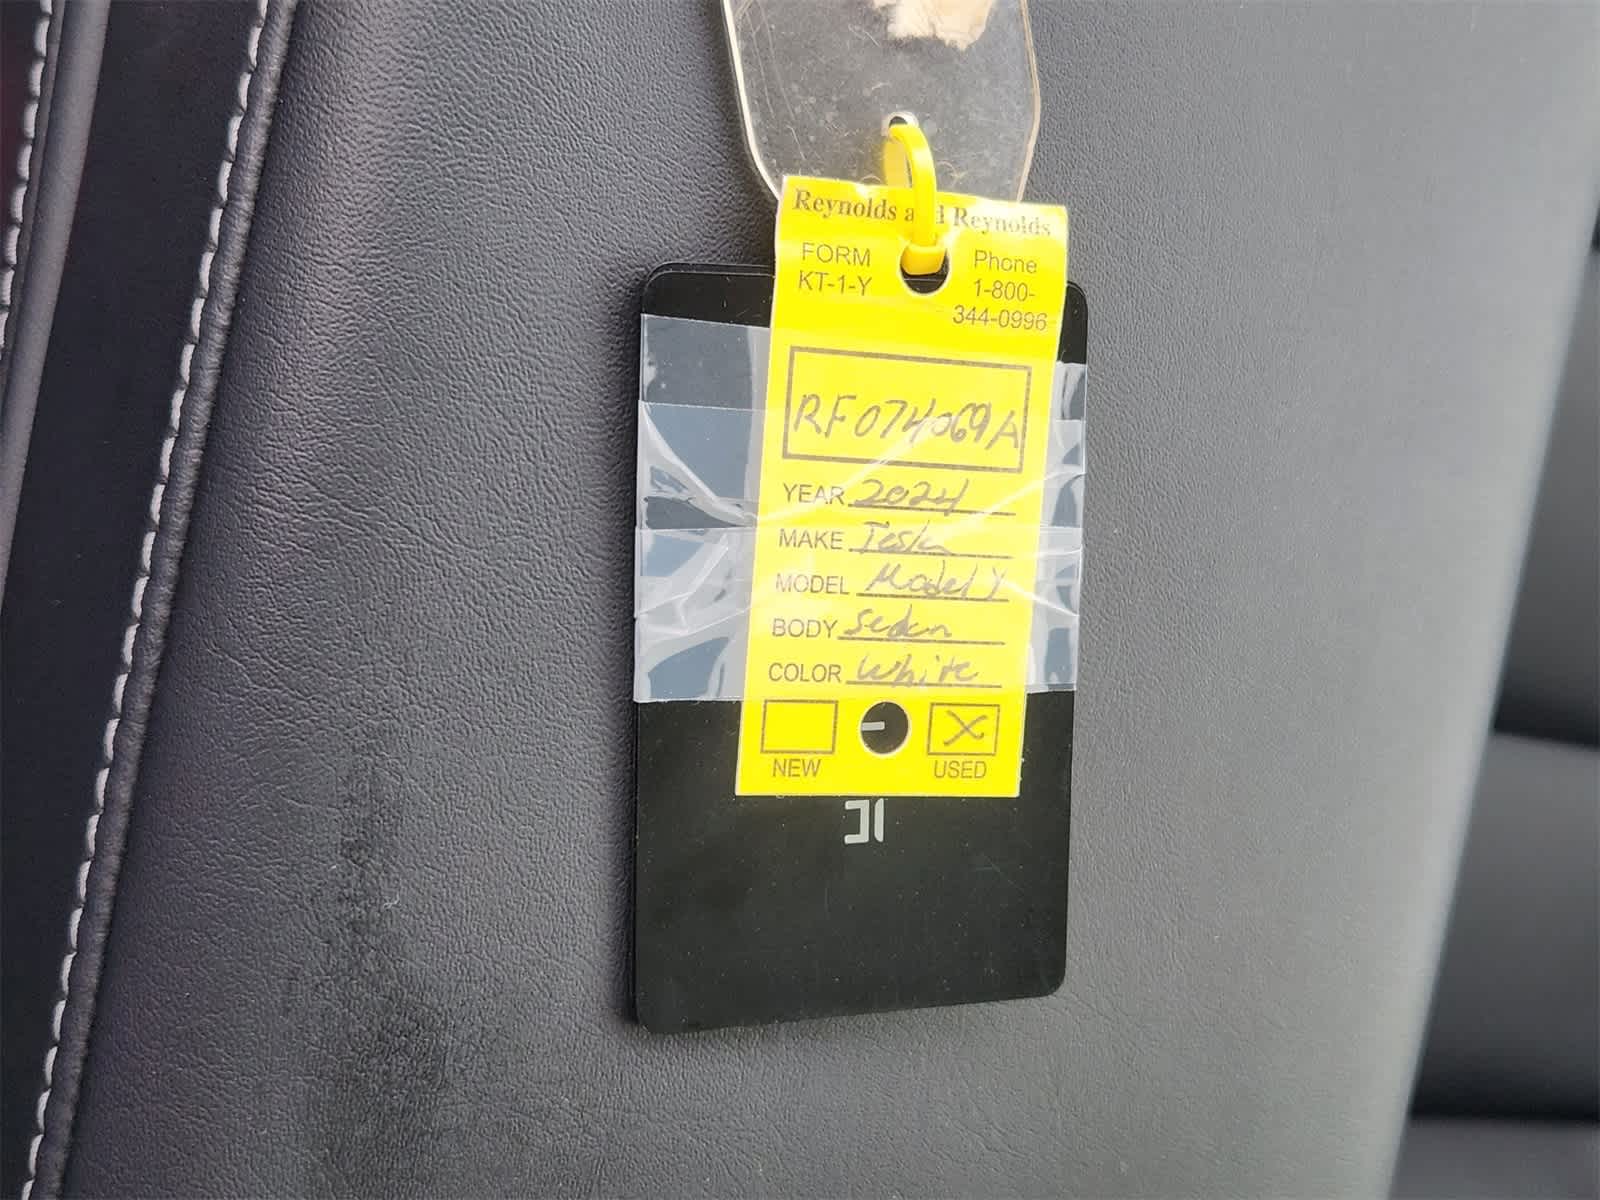 Reynolds and Reynolds
FORM
KT-1-Y
Phone
1-800-
344-0996
RF074069A
YEAR 2024
MAKE Tesla
MODEL Model Y
BODY Sedan
COLOR White
X
NEW
USED